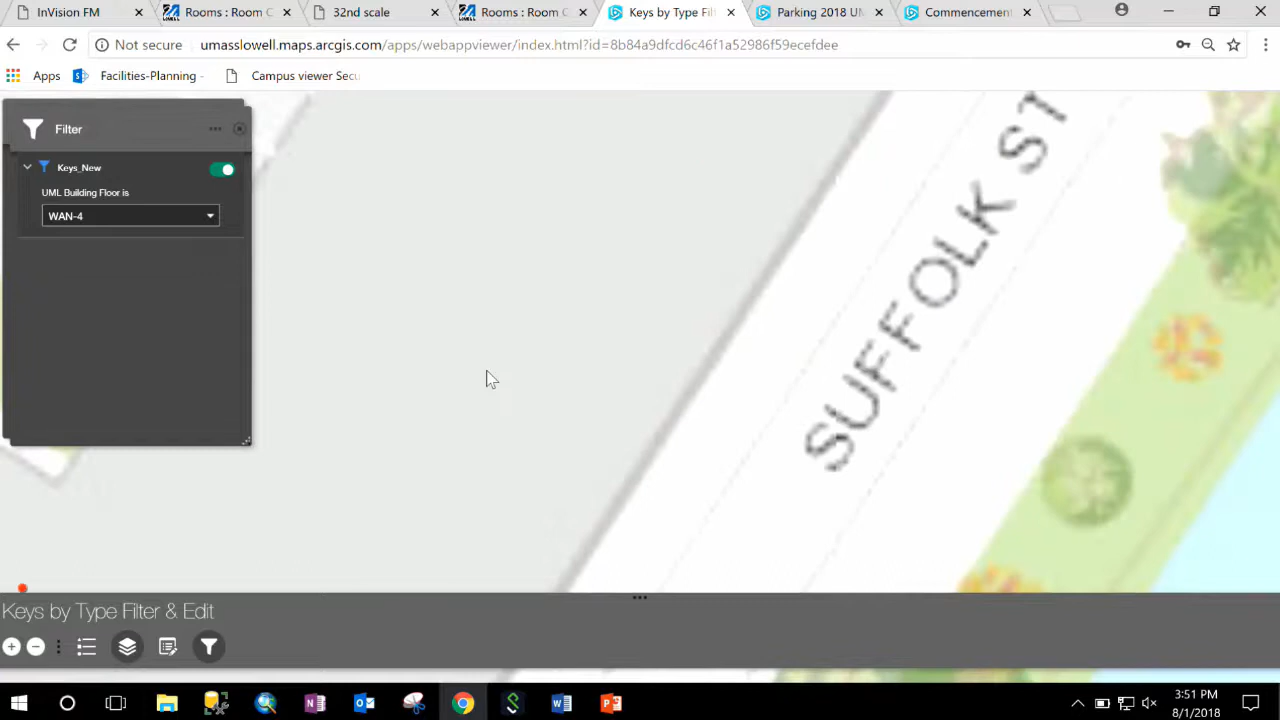 InVision FM
Rooms : Room C
32nd scale
Rooms : Room C
Keys by Type Filt
Parking 2018 UM
Commencement
Not secure
umasslowell.maps.arcgis.com/apps/webappviewer/index.html?id=8b84a9dfcd6c46f1a52986f59ecefdee
Apps
Facilities-Planning -
Campus viewer Secu
Filter
Keys_New
UML Building Floor is
WAN-4
SUFFOLK ST
Keys by Type Filter & Edit
3:51 PM
8/1/2018